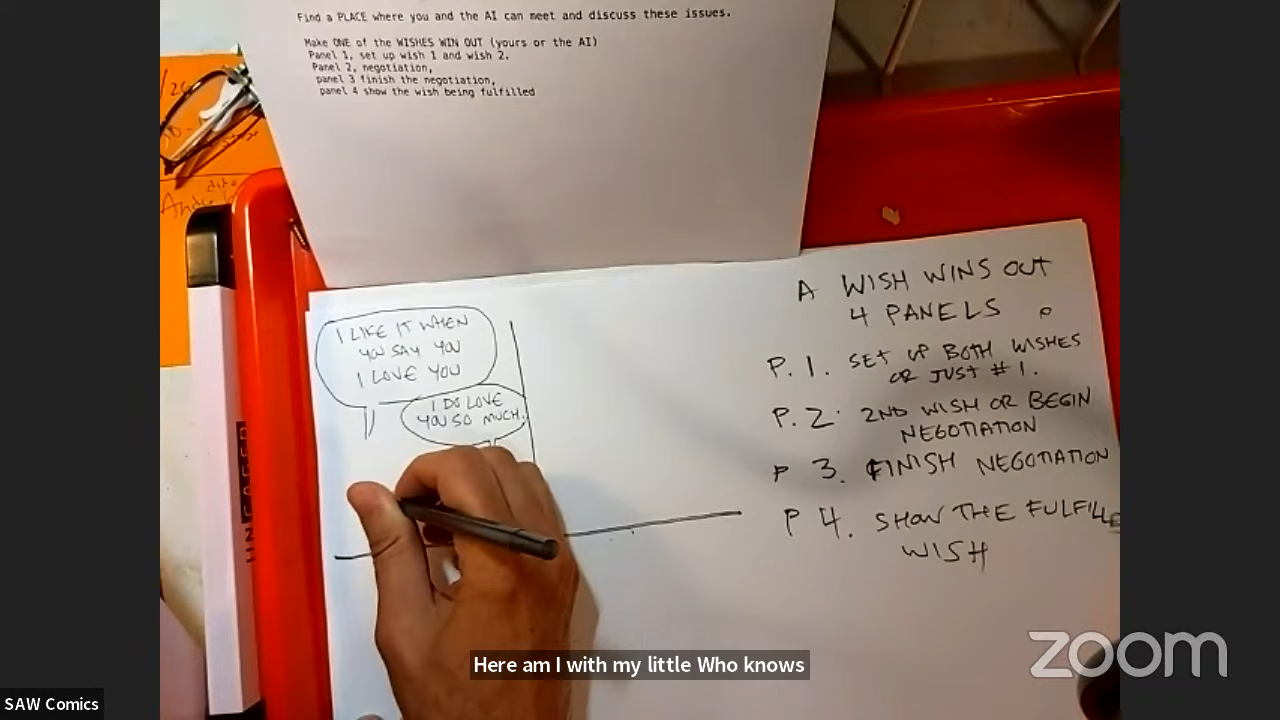 Find a PLACE where you and the AI can meet and discuss these issues.
Make ONE of the WISHES WIN OUT (yours or the AI)
Panel 1, set up wish 1 and wish 2.
Panel 2, negotiation,
panel 3 finish the negotiation,
panel 4 show the wish being fulfilled
A WISH WINS OUT
4 PANELS
P. 1. SET UP BOTH WISHES
OR JUST # 1.
P. 2. 2ND WISH OR BEGIN
NEGOTIATION
P 3. FINISH NEGOTIATION
P 4. SHOW THE FULFILLE
WISH
I LIKE IT WHEN
YOU SAY YOU
I LOVE YOU
I DO LOVE
YOU SO MUCH.
Here am I with my little Who knows
zoom
SAW Comics